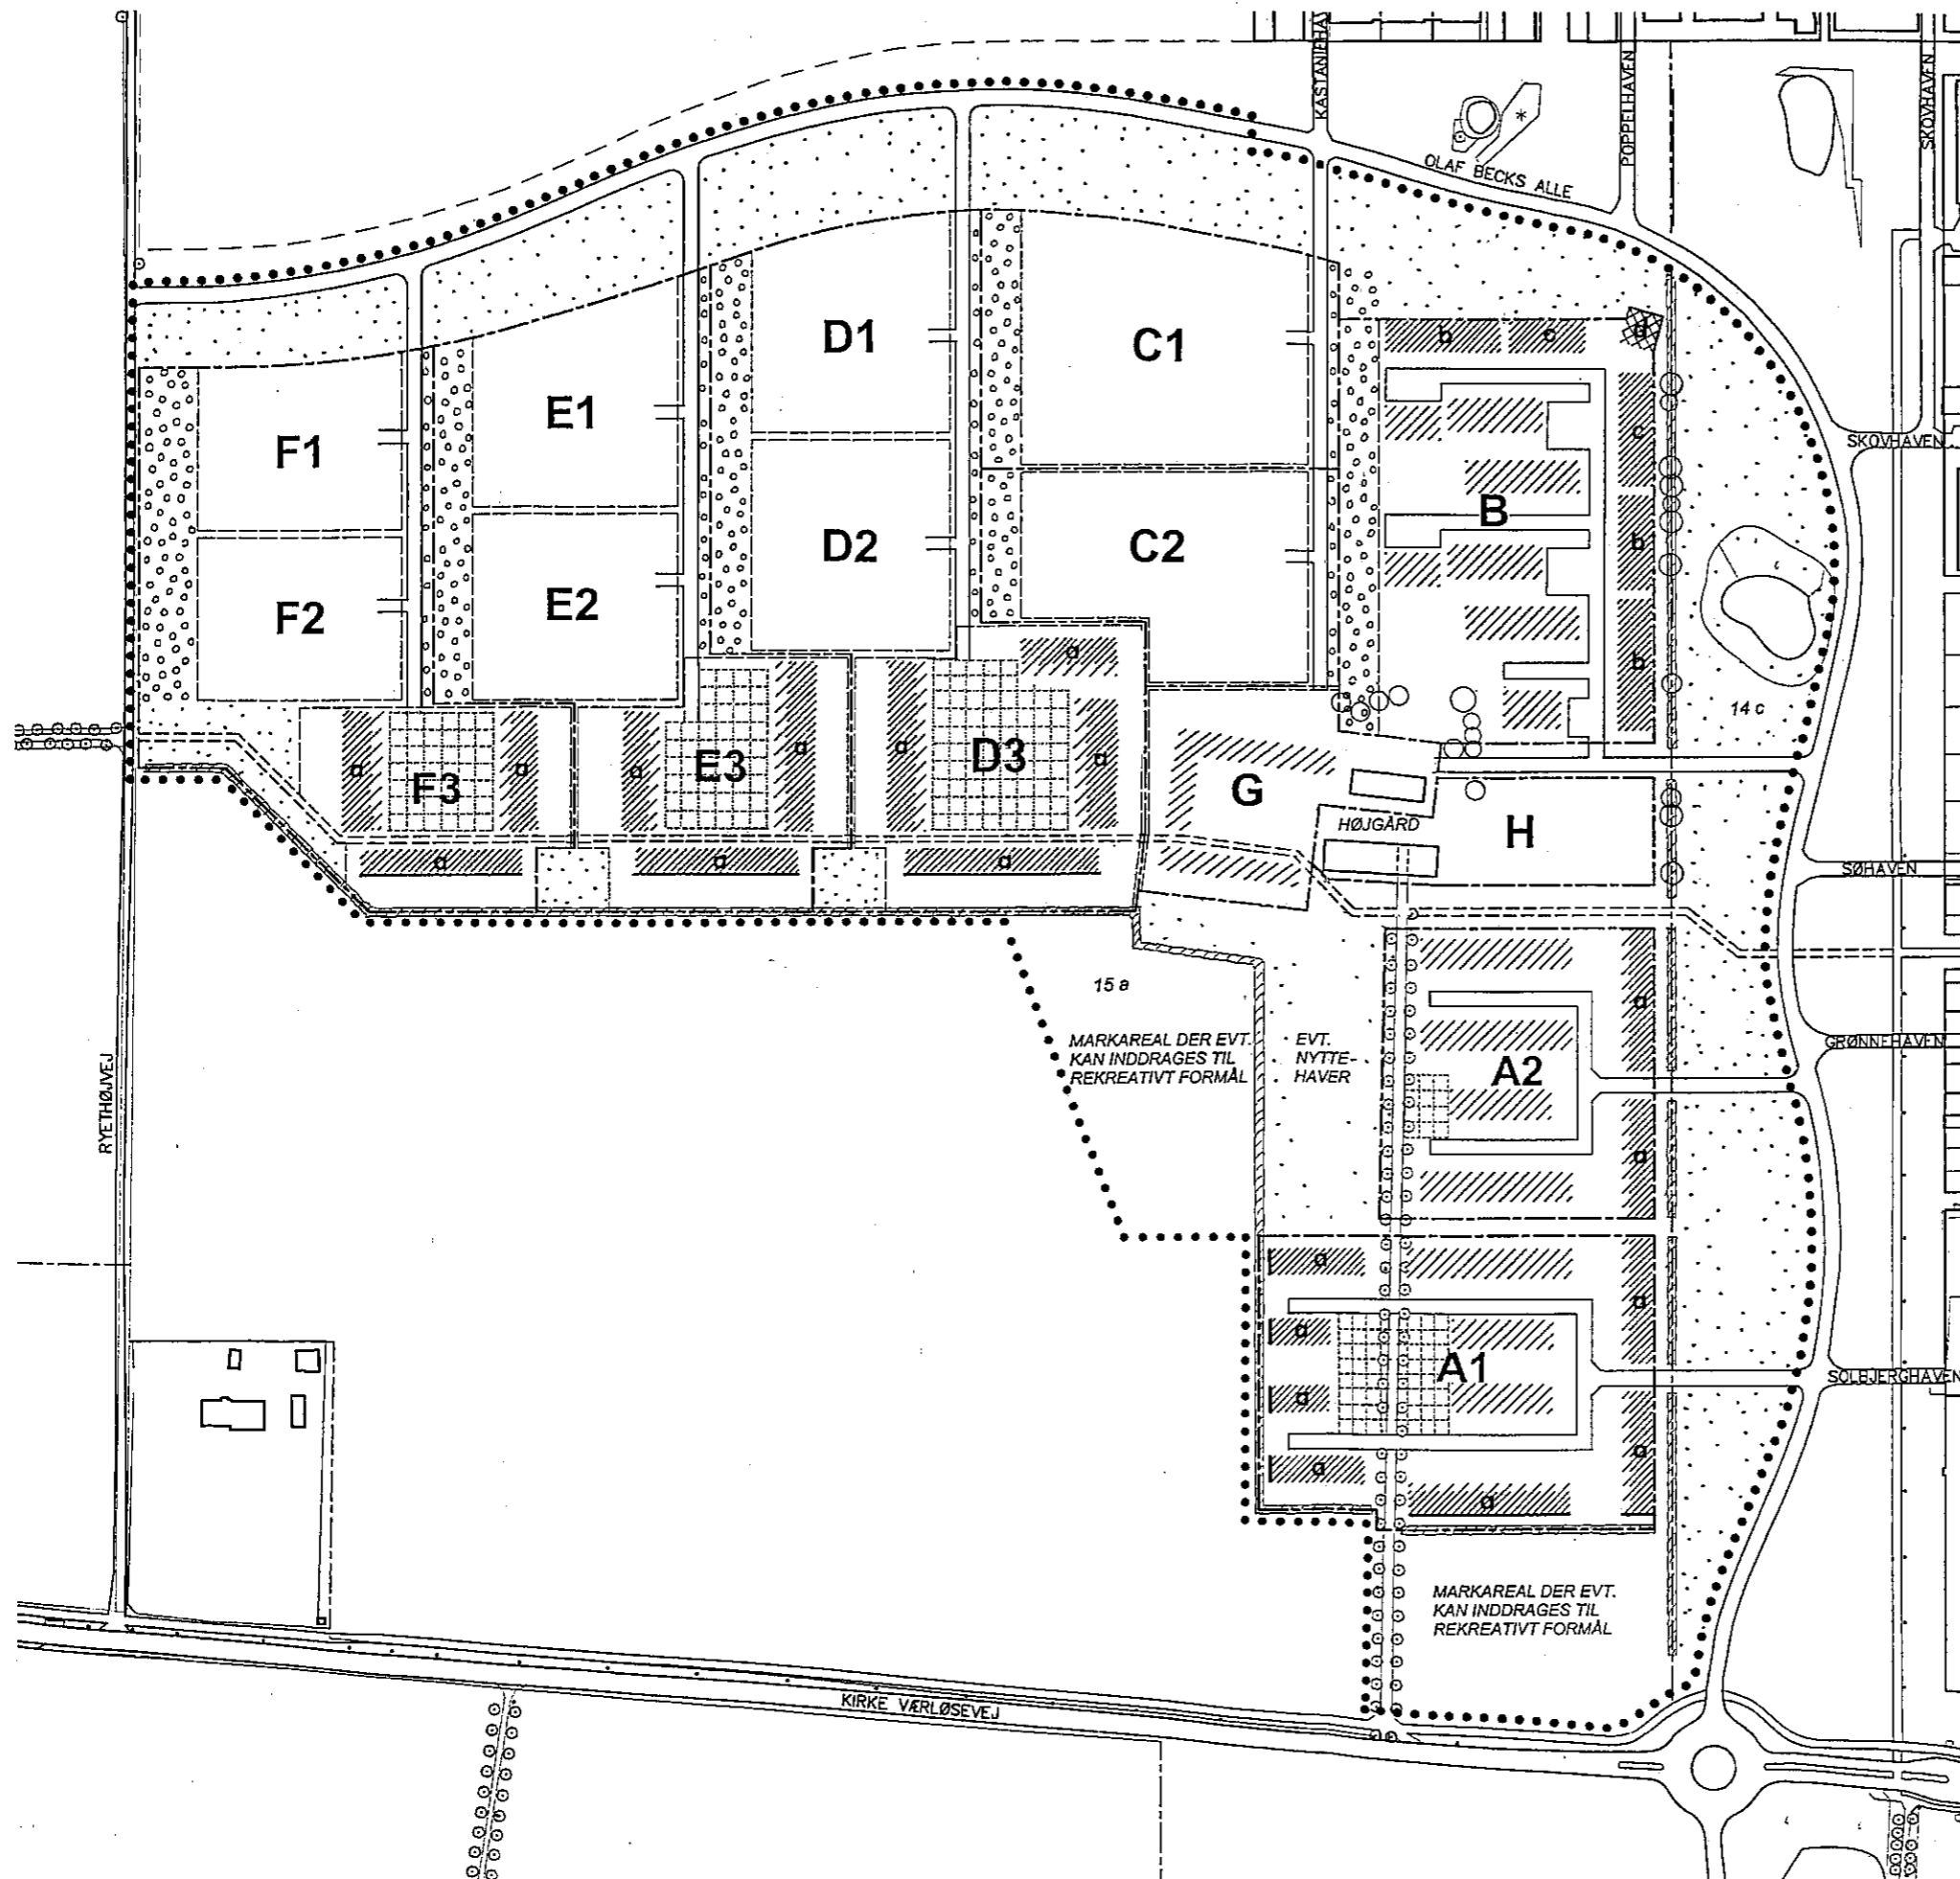 KASTANIEHA
POPPELHAVEN
SKOVHAVEN
OLAF BECKS ALLE
D1
C1
b
c
d
E1
F1
c
SKOVHAVEN
B
D2
C2
b
E2
F2
a
b
14 c
a
a
D3
a
a
a
F3
a
E3
a
G
HØJGÅRD
H
a
a
a
SØHAVEN
15 a
a
MARKAREAL DER EVT.
KAN INDDRAGES TIL
REKREATIVT FORMÅL
EVT.
NYTTE-
HAVER
A2
GRØNNEHAVEN
RYETHØJVEJ
a
a
a
a
A1
SOLBJERGHAVEN
a
a
a
a
MARKAREAL DER EVT.
KAN INDDRAGES TIL
REKREATIVT FORMÅL
KIRKE VÆRLØSEVEJ